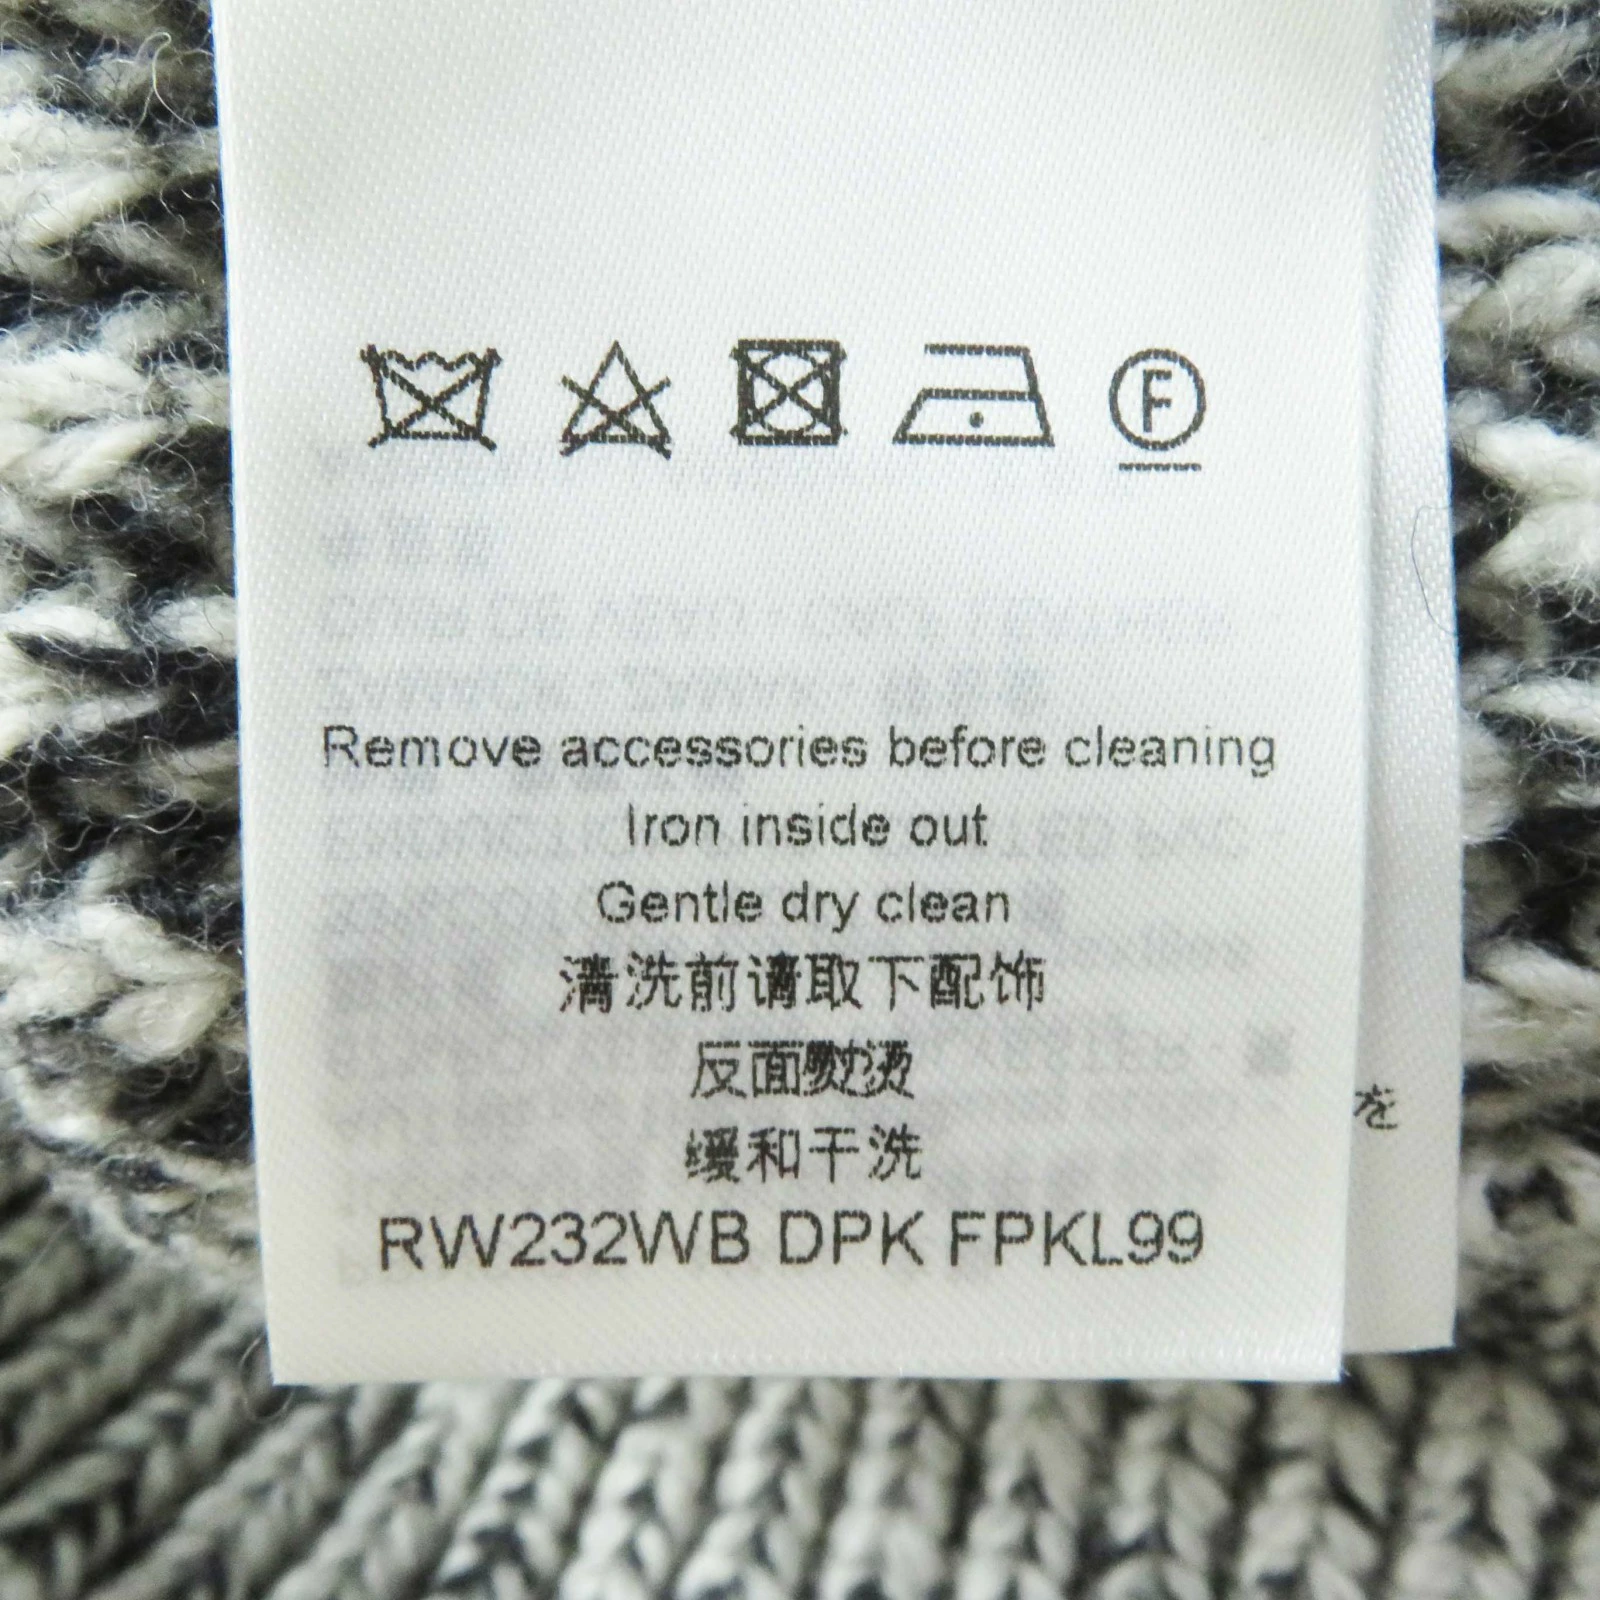 F
Remove accessories before cleaning
Iron inside out
Gentle dry clean
清洗前请取下配饰
反面熨烫
缓和干洗
RW232WB DPK FPKL99
を